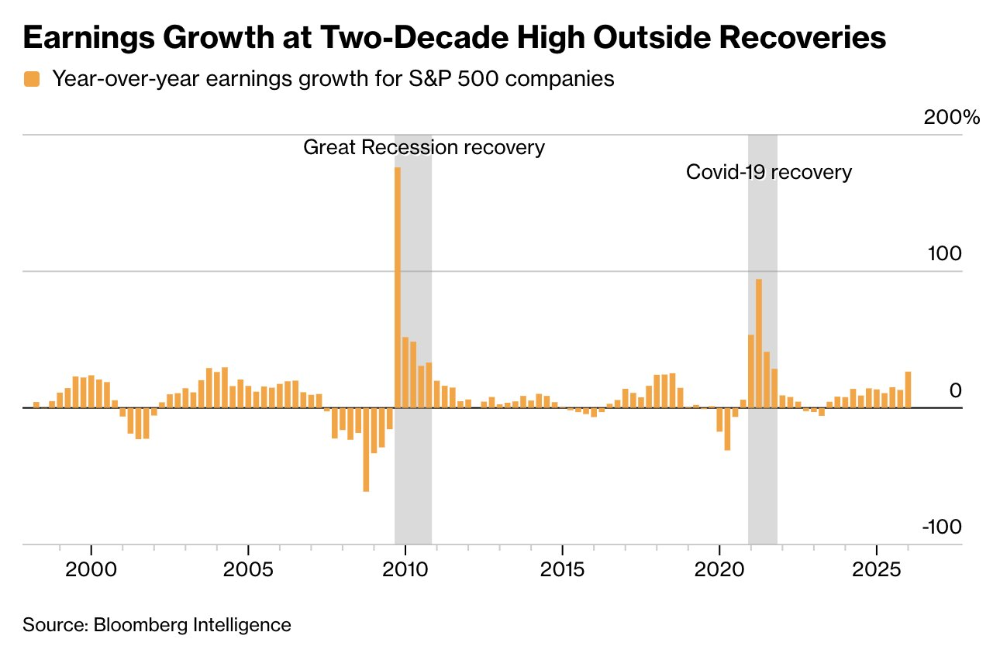 Earnings Growth at Two-Decade High Outside Recoveries
Year-over-year earnings growth for S&P 500 companies
200%
Great Recession recovery
Covid-19 recovery
100
0
-100
2000 2005 2010 2015 2020 2025
Source: Bloomberg Intelligence